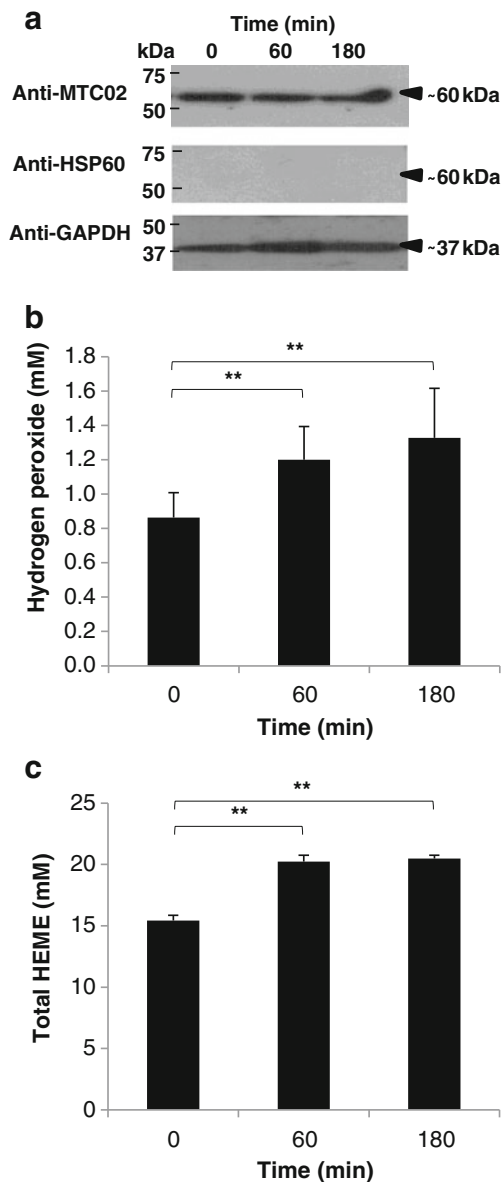 a
Time (min)
kDa 0 60 180
Anti-MTC02
75
50
~60 kDa
Anti-HSP60
75
50
~60 kDa
Anti-GAPDH
50
37
~37 kDa
b
Hydrogen peroxide (mM)
1.8
1.6
1.4
1.2
1.0
0.8
0.6
0.4
0.2
0.0
**
**
0 60 180
Time (min)
c
Total HEME (mM)
25
20
15
10
5
0
**
**
0 60 180
Time (min)